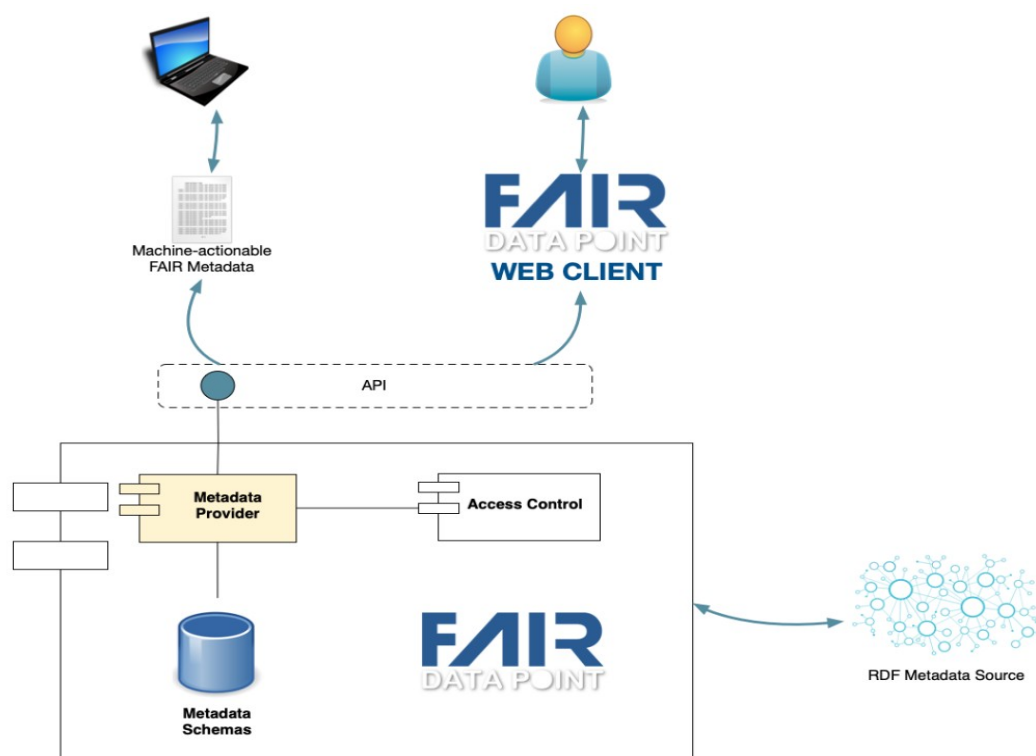 FAIR
DATA POINT
WEB CLIENT
Machine-actionable
FAIR Metadata
API
Metadata
Provider
Access Control
FAIR
DATA POINT
RDF Metadata Source
Metadata
Schemas